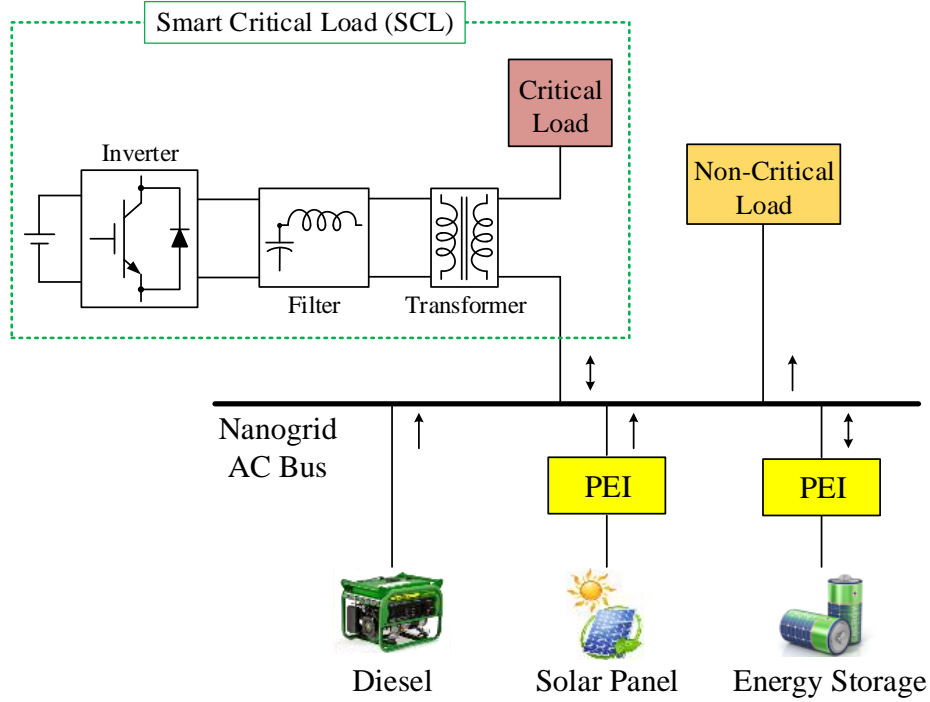 Smart Critical Load (SCL)
Critical
Load
Inverter
Non-Critical
Load
Filter
Transformer
Nanogrid
AC Bus
PEI
PEI
Diesel
Solar Panel
Energy Storage